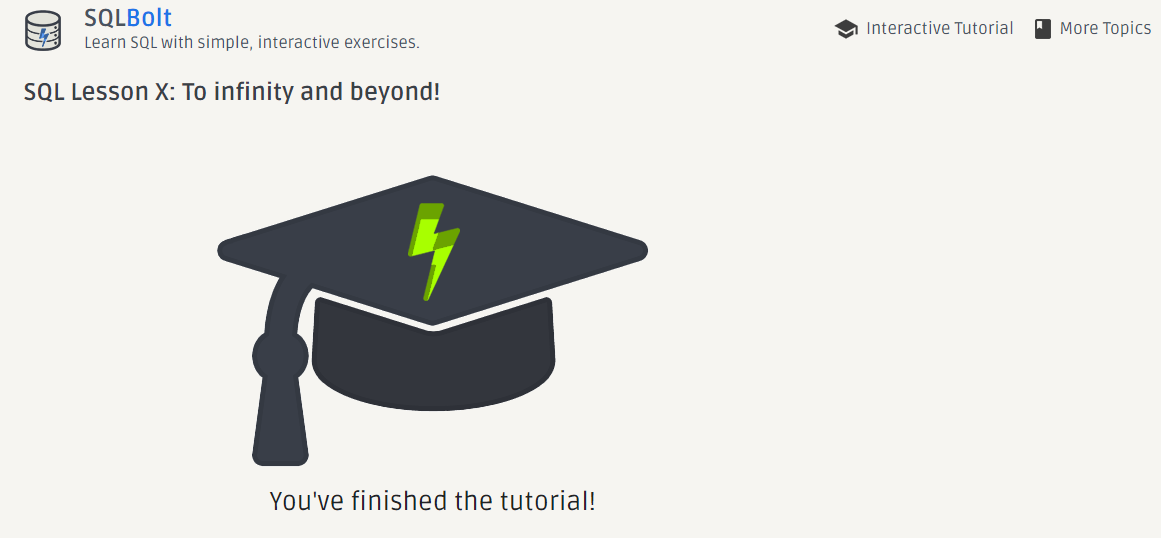 SQLBolt
Learn SQL with simple, interactive exercises.
Interactive Tutorial
More Topics
SQL Lesson X: To infinity and beyond!
You've finished the tutorial!